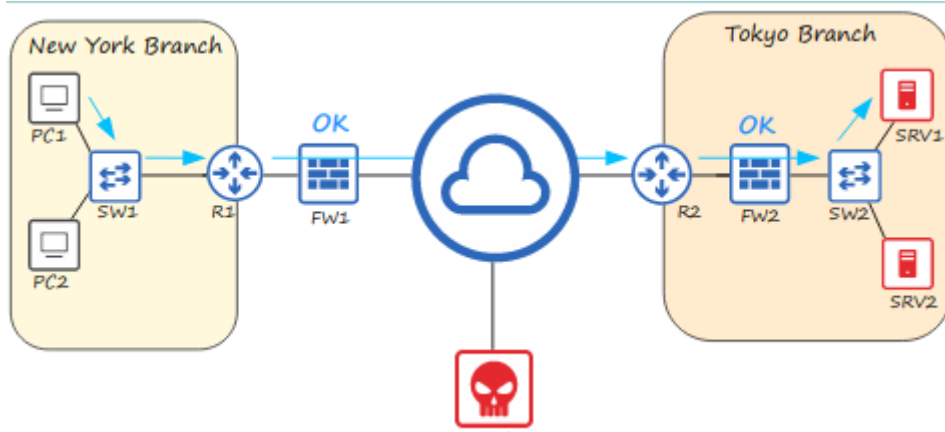 New York Branch
Tokyo Branch
PC1
OK
OK
SRV1
SW1
R1
FW1
R2
FW2
SW2
PC2
SRV2